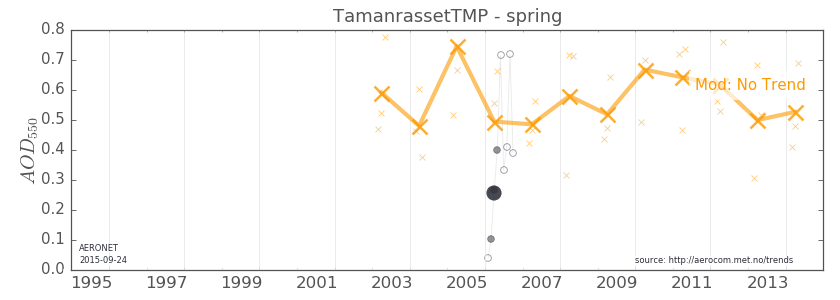 TamanrassetTMP - spring
0.8
0.7
0.6
0.5
0.4
0.3
0.2
0.1
0.0
AOD550
Mod: No Trend
AERONET
2015-09-24
source: http://aerocom.met.no/trends
1995 1997 1999 2001 2003 2005 2007 2009 2011 2013